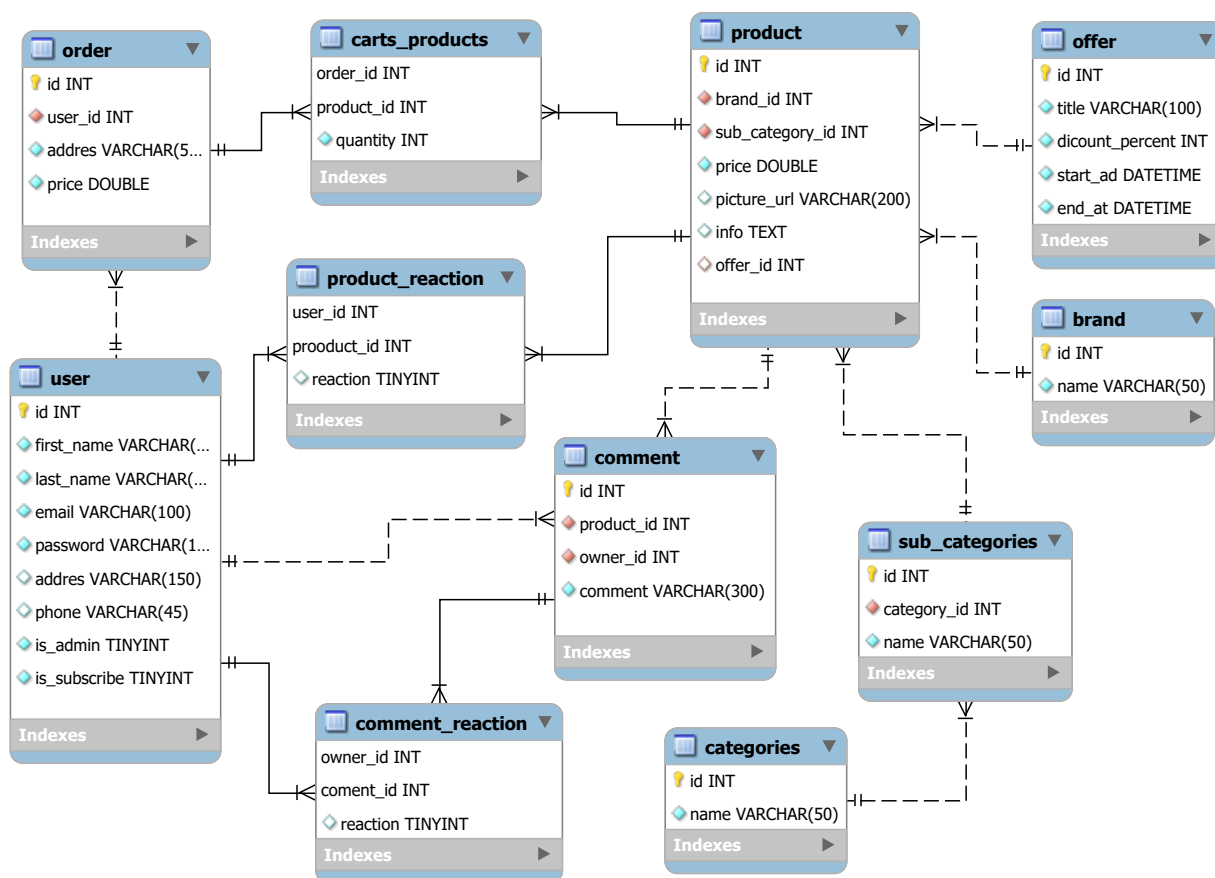 order
id INT
user_id INT
addres VARCHAR(5...
price DOUBLE
Indexes
carts_products
order_id INT
product_id INT
quantity INT
Indexes
product
id INT
brand_id INT
sub_category_id INT
price DOUBLE
picture_url VARCHAR(200)
info TEXT
offer_id INT
Indexes
offer
id INT
title VARCHAR(100)
dicount_percent INT
start_ad DATETIME
end_at DATETIME
Indexes
product_reaction
user_id INT
prooduct_id INT
reaction TINYINT
Indexes
brand
id INT
name VARCHAR(50)
Indexes
user
id INT
first_name VARCHAR(...
last_name VARCHAR(...
email VARCHAR(100)
password VARCHAR(1...
addres VARCHAR(150)
phone VARCHAR(45)
is_admin TINYINT
is_subscribe TINYINT
Indexes
comment
id INT
product_id INT
owner_id INT
comment VARCHAR(300)
Indexes
sub_categories
id INT
category_id INT
name VARCHAR(50)
Indexes
comment_reaction
owner_id INT
coment_id INT
reaction TINYINT
Indexes
categories
id INT
name VARCHAR(50)
Indexes